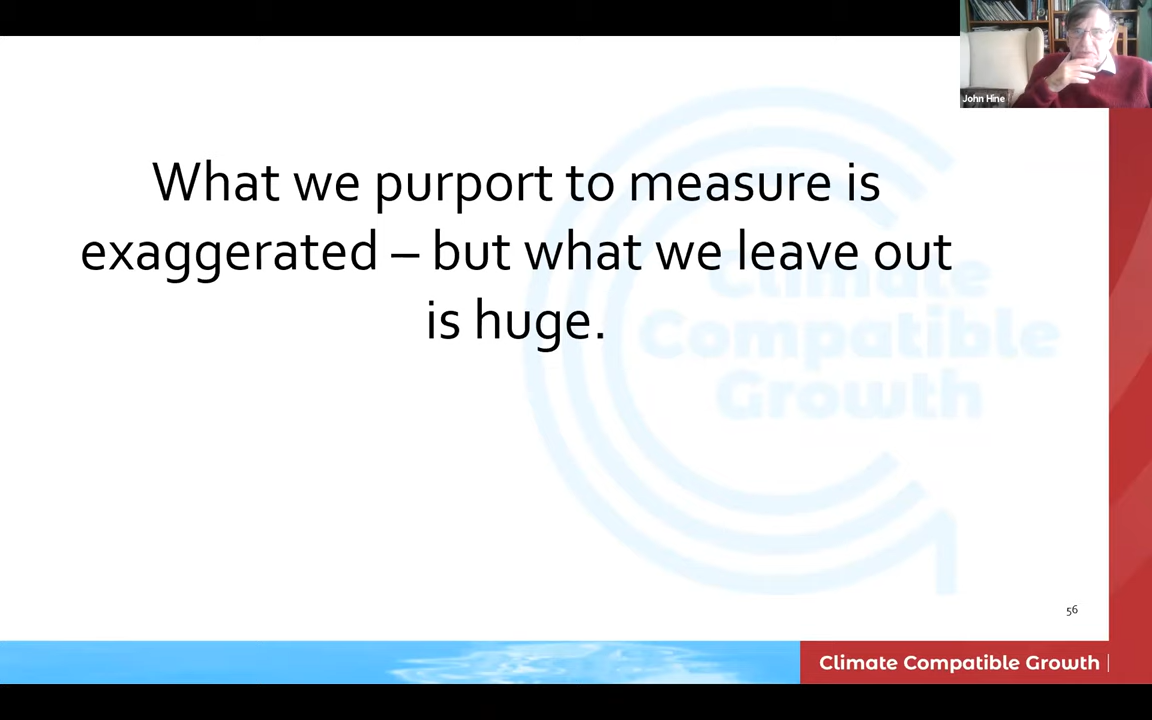 John Hine
What we purport to measure is
exaggerated – but what we leave out
is huge.
Climate
Compatible
Growth
56
Climate Compatible Growth |